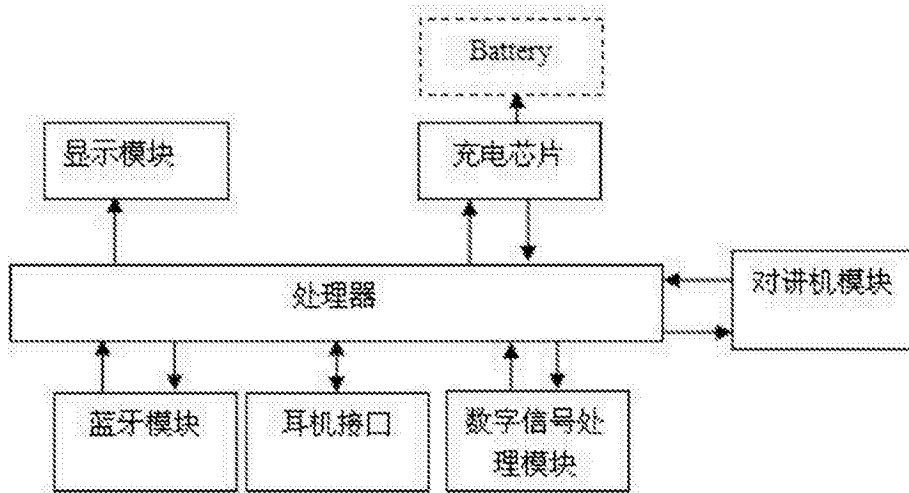 Battery
显示模块
充电芯片
处理器
对讲机模块
蓝牙模块
耳机接口
数字信号处
理模块